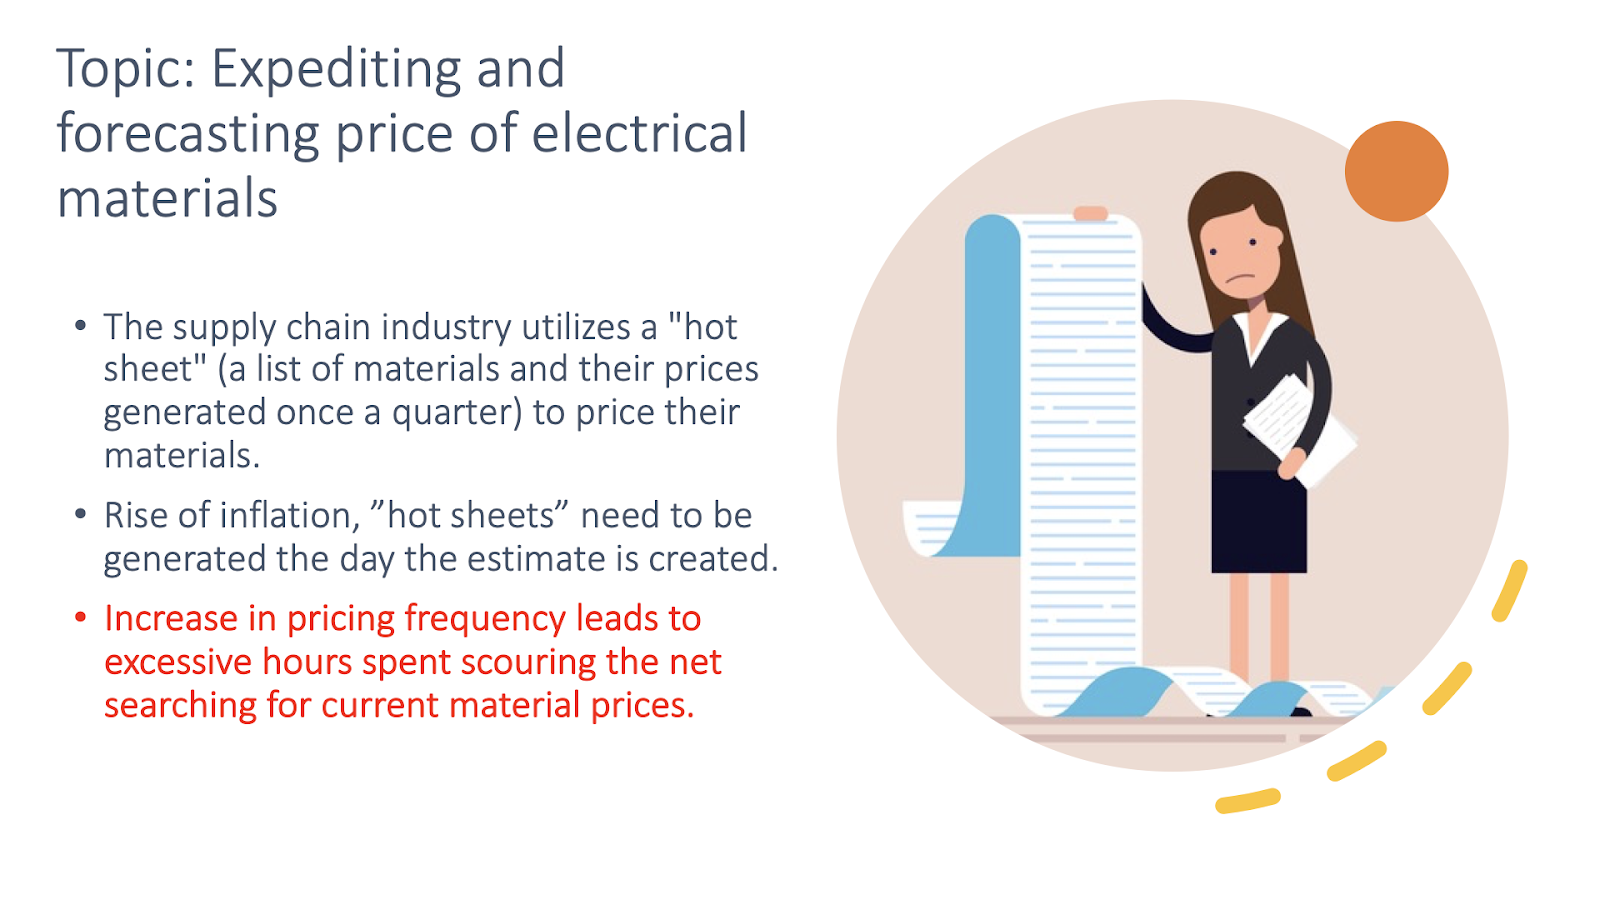 Topic: Expediting and
forecasting price of electrical
materials
• The supply chain industry utilizes a "hot
sheet" (a list of materials and their prices
generated once a quarter) to price their
materials.
• Rise of inflation, ”hot sheets” need to be
generated the day the estimate is created.
• Increase in pricing frequency leads to
excessive hours spent scouring the net
searching for current material prices.